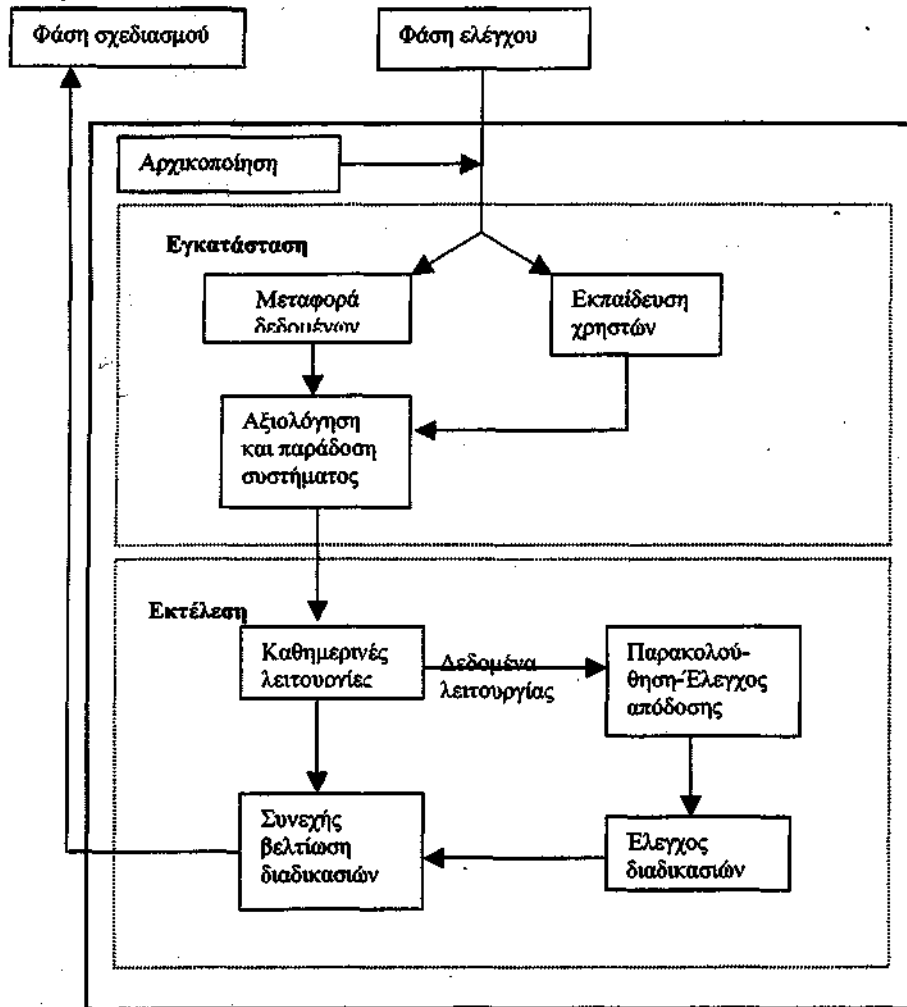 Φάση σχεδιασμού
Φάση ελέγχου
Αρχικοποίηση
Εγκατάσταση
Μεταφορά
δεδομένων
Εκπαίδευση
χρηστών
Αξιολόγηση
και παράδοση
συστήματος
Εκτέλεση
Καθημερινές
λειτουργίες
Δεδομένα
λειτουργίας
Παρακολού-
θηση-Έλεγχος
απόδοσης
Συνεχής
βελτίωση
διαδικασιών
Έλεγχος
διαδικασιών